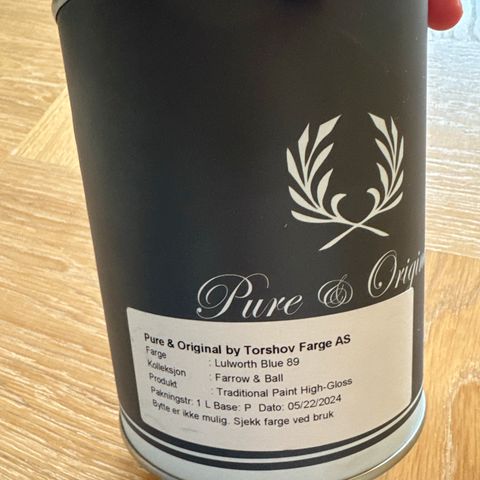 Pure & Origin
Pure & Original by Torshov Farge AS
Farge : Lulworth Blue 89
Kolleksjon : Farrow & Ball
Produkt : Traditional Paint High-Gloss
Pakningstr: 1 L Base: P Dato: 05/22/2024
Bytte er ikke mulig. Sjekk farge ved bruk